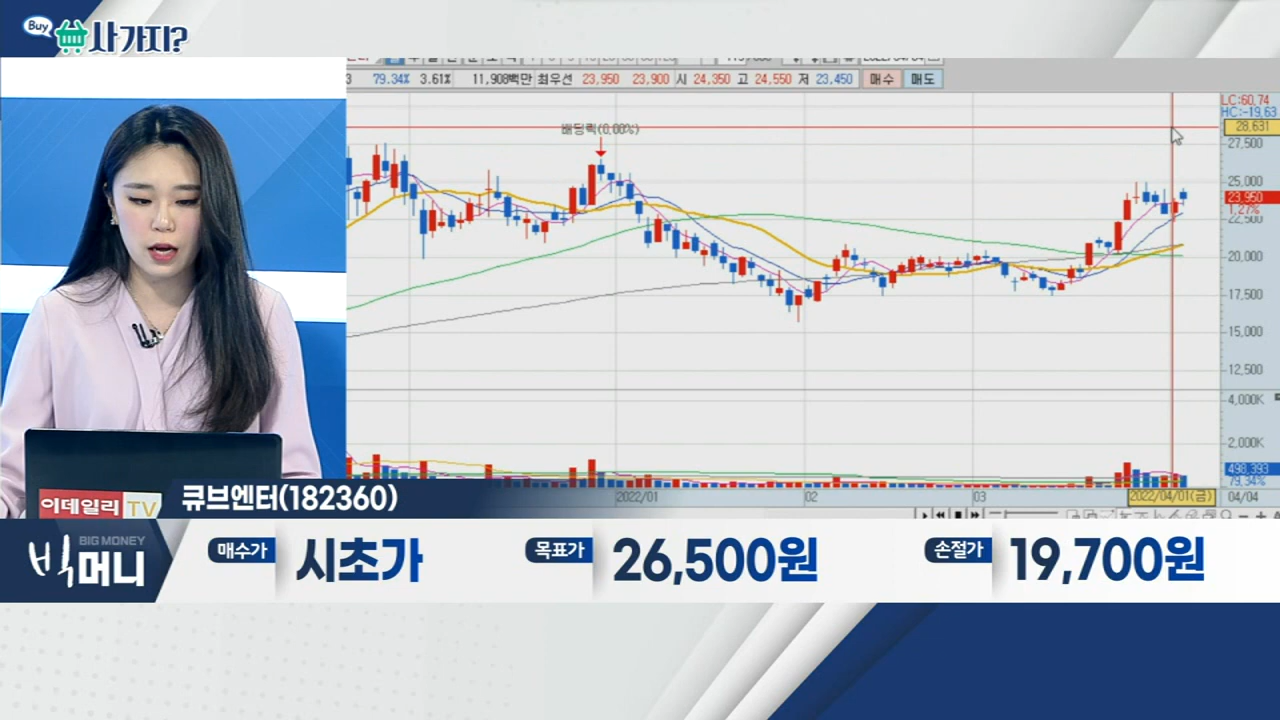 Buy
사가지?
79.34% 3.61% 11,908백만 최우선 23,950 23,900 시 24,350 고 24,550 저 23,450 매수 매도
LC:60,74
HC:-19,63
배당락(0.00%)
28,631
27,500
25,000
23,950
1.27%
22,500
20,000
17,500
15,000
12,500
4,000K
2,000K
498,393
79.34%
2022/01 02 03 2022/04/01(금) 04/04
이데일리 TV
큐브엔터(182360)
BIG MONEY
빅머니
매수가 시초가 목표가 26,500원 손절가 19,700원